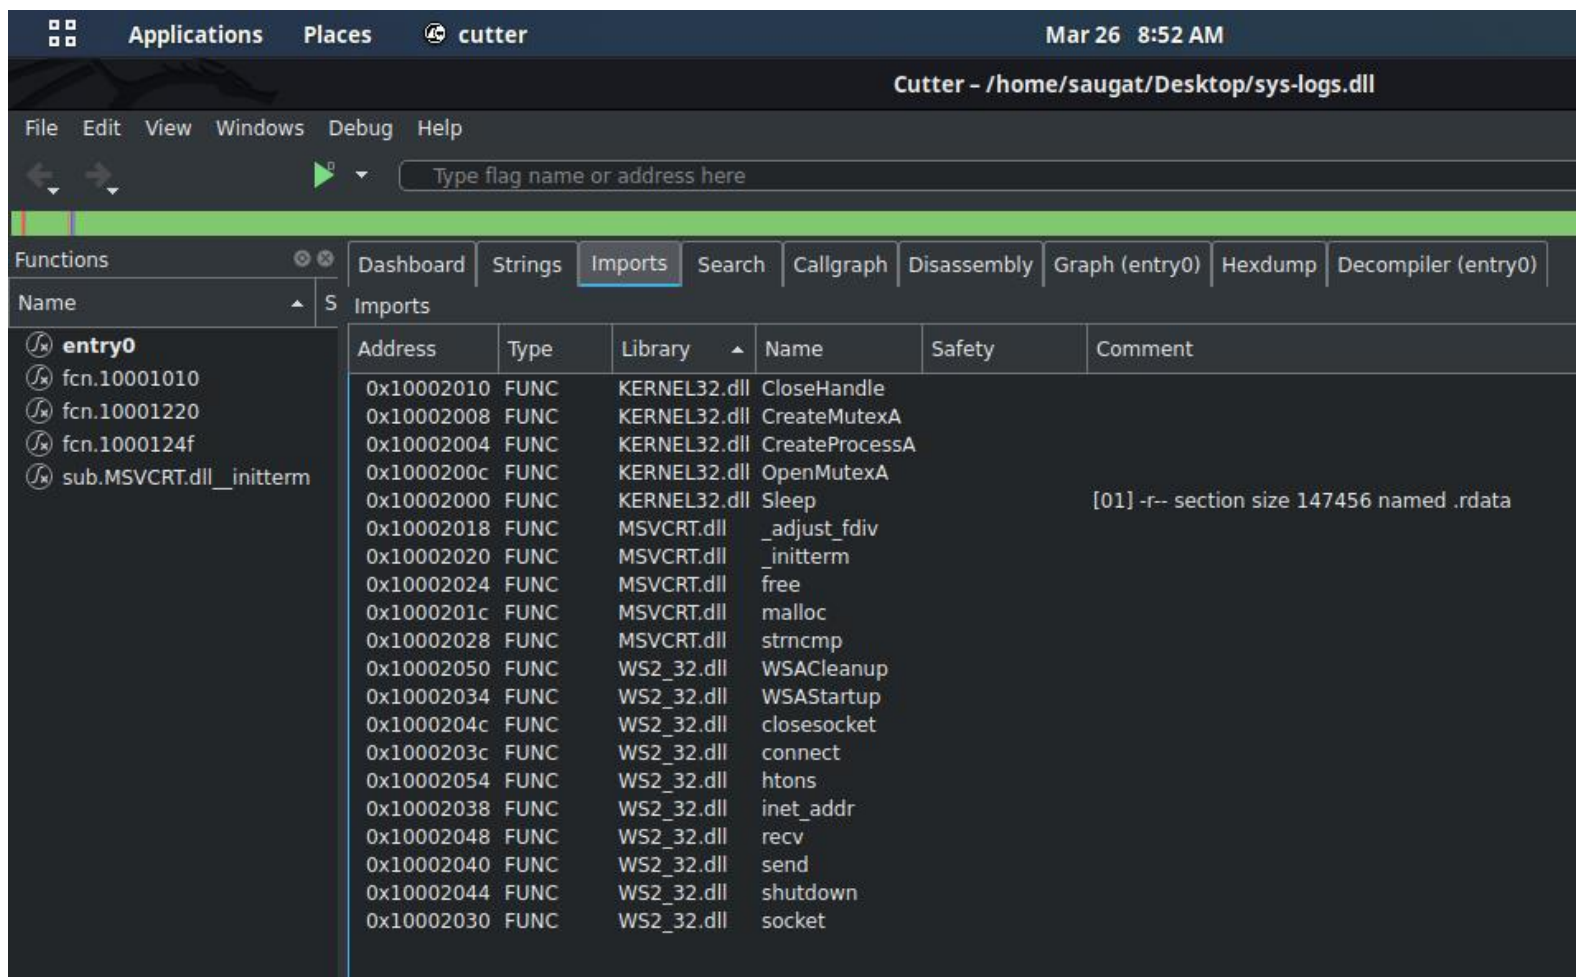 Applications Places cutter Mar 26 8:52 AM
Cutter – /home/saugat/Desktop/sys-logs.dll
File Edit View Windows Debug Help
Type flag name or address here
Functions
Name S
entry0
fcn.10001010
fcn.10001220
fcn.1000124f
sub.MSVCRT.dll__initterm
Dashboard Strings Imports Search Callgraph Disassembly Graph (entry0) Hexdump Decompiler (entry0)
Imports
Address Type Library Name Safety Comment
0x10002010 FUNC KERNEL32.dll CloseHandle
0x10002008 FUNC KERNEL32.dll CreateMutexA
0x10002004 FUNC KERNEL32.dll CreateProcessA
0x1000200c FUNC KERNEL32.dll OpenMutexA
0x10002000 FUNC KERNEL32.dll Sleep [01] -r-- section size 147456 named .rdata
0x10002018 FUNC MSVCRT.dll _adjust_fdiv
0x10002020 FUNC MSVCRT.dll _initterm
0x10002024 FUNC MSVCRT.dll free
0x1000201c FUNC MSVCRT.dll malloc
0x10002028 FUNC MSVCRT.dll strncmp
0x10002050 FUNC WS2_32.dll WSACleanup
0x10002034 FUNC WS2_32.dll WSAStartup
0x1000204c FUNC WS2_32.dll closesocket
0x1000203c FUNC WS2_32.dll connect
0x10002054 FUNC WS2_32.dll htons
0x10002038 FUNC WS2_32.dll inet_addr
0x10002048 FUNC WS2_32.dll recv
0x10002040 FUNC WS2_32.dll send
0x10002044 FUNC WS2_32.dll shutdown
0x10002030 FUNC WS2_32.dll socket